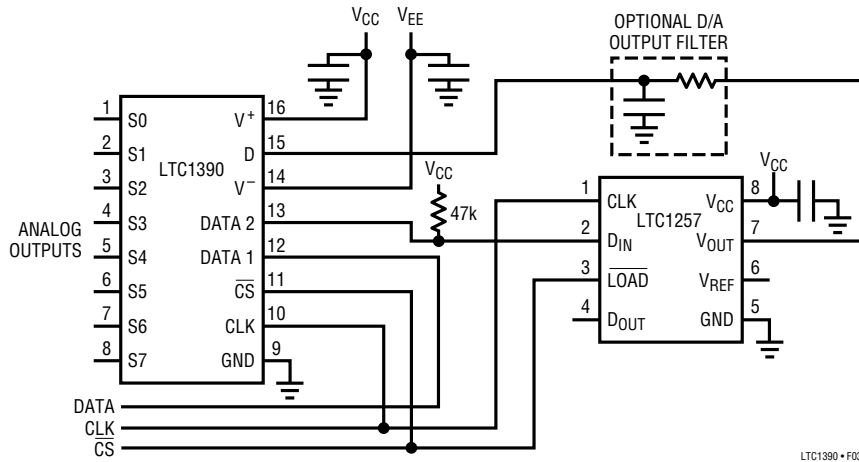 VCC
VEE
OPTIONAL D/A
OUTPUT FILTER
LTC1390
1 S0
2 S1
3 S2
4 S3
5 S4
6 S5
7 S6
8 S7
ANALOG
OUTPUTS
V+ 16
D 15
V− 14
DATA 2 13
DATA 1 12
CS 11
CLK 10
GND 9
VCC
47k
VCC
LTC1257
1 CLK
2 DIN
3 LOAD
4 DOUT
VCC 8
VOUT 7
VREF 6
GND 5
DATA
CLK
CS
LTC1390 • F03